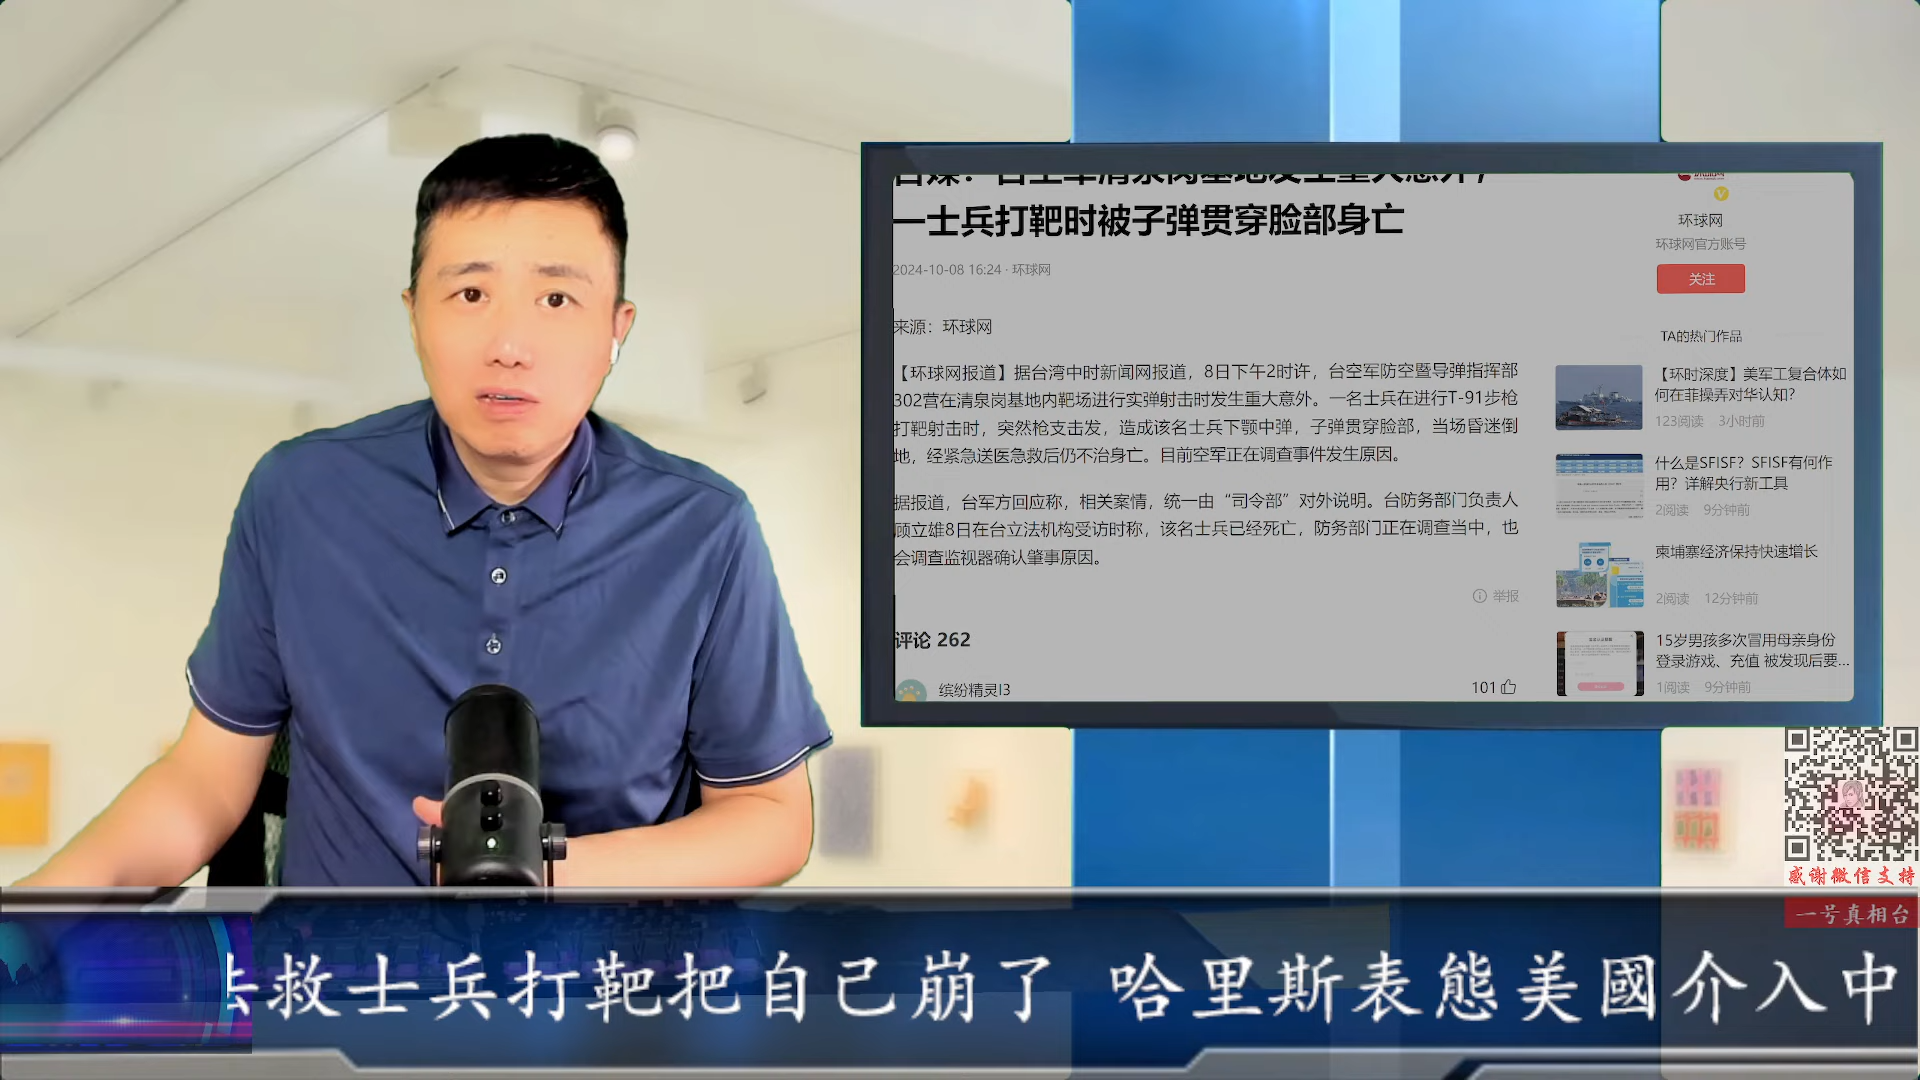 一士兵打靶时被子弹贯穿脸部身亡
2024-10-08 16:24 · 环球网
来源：环球网
【环球网报道】据台湾中时新闻网报道，8日下午2时许，台空军防空暨导弹指挥部
302营在清泉岗基地内靶场进行实弹射击时发生重大意外。一名士兵在进行T-91步枪
打靶射击时，突然枪支击发，造成该名士兵下颚中弹，子弹贯穿脸部，当场昏迷倒
地，经紧急送医急救后仍不治身亡。目前空军正在调查事件发生原因。
据报道，台军方回应称，相关案情，统一由“司令部”对外说明。台防务部门负责人
顾立雄8日在台立法机构受访时称，该名士兵已经死亡，防务部门正在调查当中，也
会调查监视器确认肇事原因。
举报
评论 262
缤纷精灵I3
101
环球网
环球网官方账号
关注
TA的热门作品
【环时深度】美军工复合体如
何在菲操弄对华认知？
123阅读 3小时前
什么是SFISF？SFISF有何作
用？详解央行新工具
2阅读 9分钟前
柬埔寨经济保持快速增长
2阅读 12分钟前
15岁男孩多次冒用母亲身份
登录游戏、充值 被发现后要...
1阅读 9分钟前
感谢微信支持
一号真相台
救士兵打靶把自己崩了 哈里斯表態美國介入中